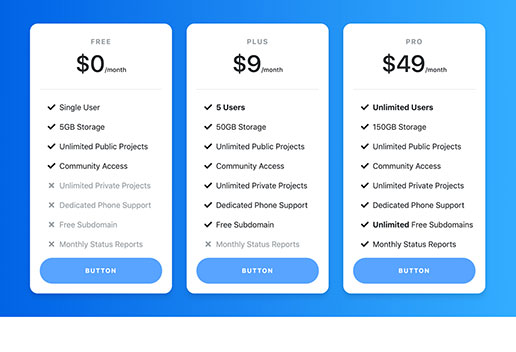 FREE
$0/month
Single User
5GB Storage
Unlimited Public Projects
Community Access
Unlimited Private Projects
Dedicated Phone Support
Free Subdomain
Monthly Status Reports
BUTTON
PLUS
$9/month
5 Users
50GB Storage
Unlimited Public Projects
Community Access
Unlimited Private Projects
Dedicated Phone Support
Free Subdomain
Monthly Status Reports
BUTTON
PRO
$49/month
Unlimited Users
150GB Storage
Unlimited Public Projects
Community Access
Unlimited Private Projects
Dedicated Phone Support
Unlimited Free Subdomains
Monthly Status Reports
BUTTON